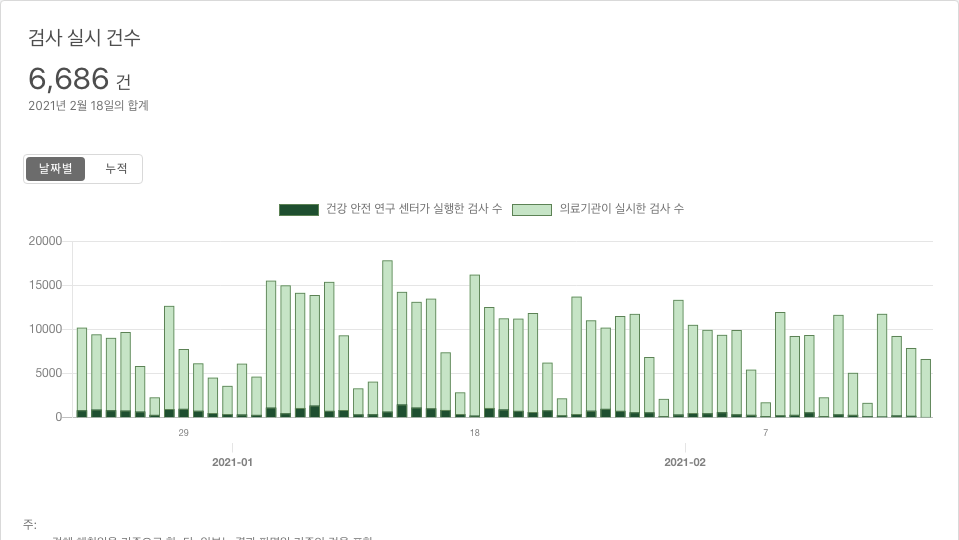 검사 실시 건수
6,686 건
2021년 2월 18일의 합계
날짜별 누적
건강 안전 연구 센터가 실행한 검사 수 의료기관이 실시한 검사 수
20000
15000
10000
5000
0
29 18 7
2021-01 2021-02
주: